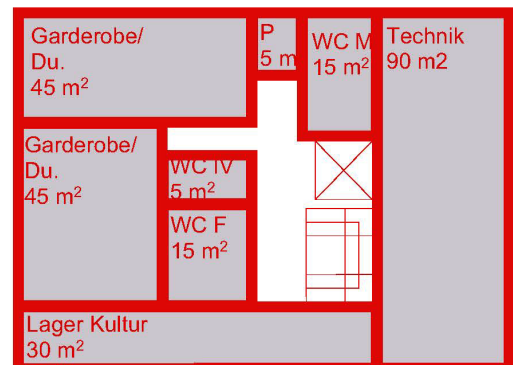 Garderobe/
Du.
45 m²
P
5 m
WC M
15 m²
Technik
90 m2
Garderobe/
Du.
45 m²
WC IV
5 m²
WC F
15 m²
Lager Kultur
30 m²